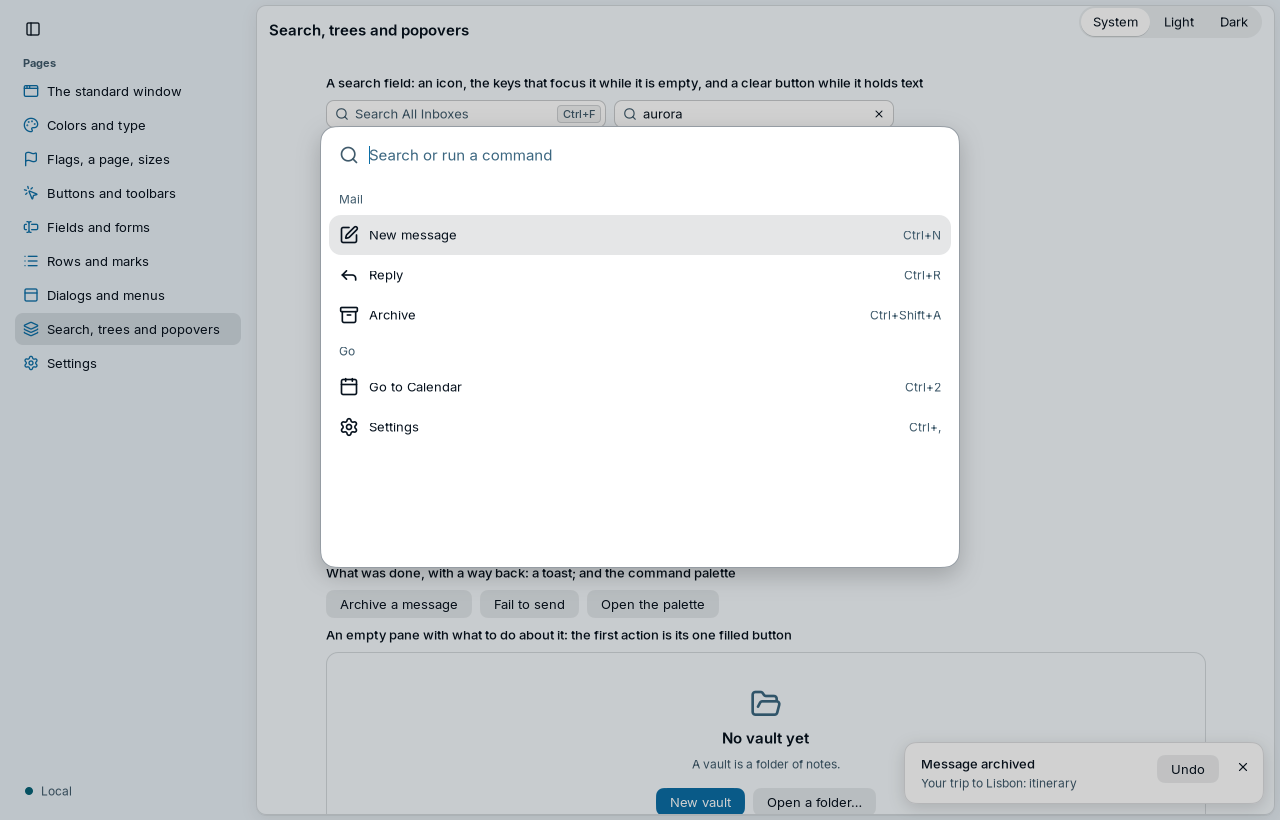 Search, trees and popovers
System
Light
Dark
Pages
The standard window
Colors and type
Flags, a page, sizes
Buttons and toolbars
Fields and forms
Rows and marks
Dialogs and menus
Search, trees and popovers
Settings
Local
A search field: an icon, the keys that focus it while it is empty, and a clear button while it holds text
Search All Inboxes
Ctrl+F
aurora
Search or run a command
Mail
New message
Ctrl+N
Reply
Ctrl+R
Archive
Ctrl+Shift+A
Go
Go to Calendar
Ctrl+2
Settings
Ctrl+,
What was done, with a way back: a toast; and the command palette
Archive a message
Fail to send
Open the palette
An empty pane with what to do about it: the first action is its one filled button
No vault yet
A vault is a folder of notes.
New vault
Open a folder...
Message archived
Your trip to Lisbon: itinerary
Undo